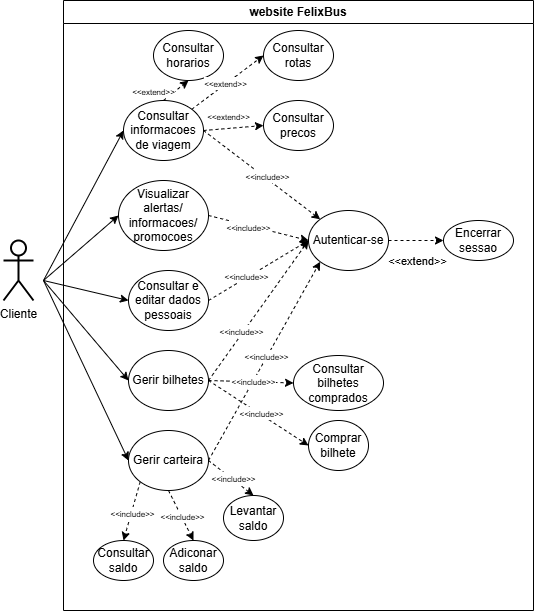 website FelixBus
Consultar
horarios
Consultar
rotas
<<extend>>
<<extend>>
Consultar
informacoes
de viagem
<<extend>>
Consultar
precos
<<include>>
Visualizar
alertas/
informacoes/
promocoes
<<include>>
Autenticar-se
<<extend>>
Encerrar
sessao
Cliente
Consultar e
editar dados
pessoais
<<include>>
<<include>>
Gerir bilhetes
<<include>>
Consultar
bilhetes
comprados
<<include>>
Comprar
bilhete
Gerir carteira
<<include>>
Levantar
saldo
<<include>>
<<include>>
Consultar
saldo
Adiconar
saldo